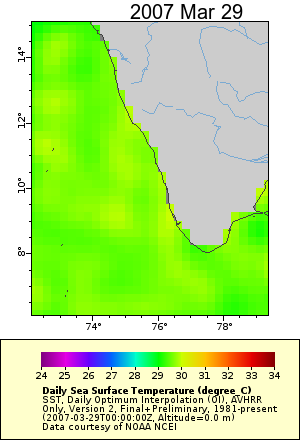 2007 Mar 29
14°
12°
10°
8°
74°
76°
78°
24 25 26 27 28 29 30 31 32 33 34
Daily Sea Surface Temperature (degree_C)
SST, Daily Optimum Interpolation (OI), AVHRR
Only, Version 2, Final+Preliminary, 1981-present
(2007-03-29T00:00:00Z, Altitude=0.0 m)
Data courtesy of NOAA NCEI